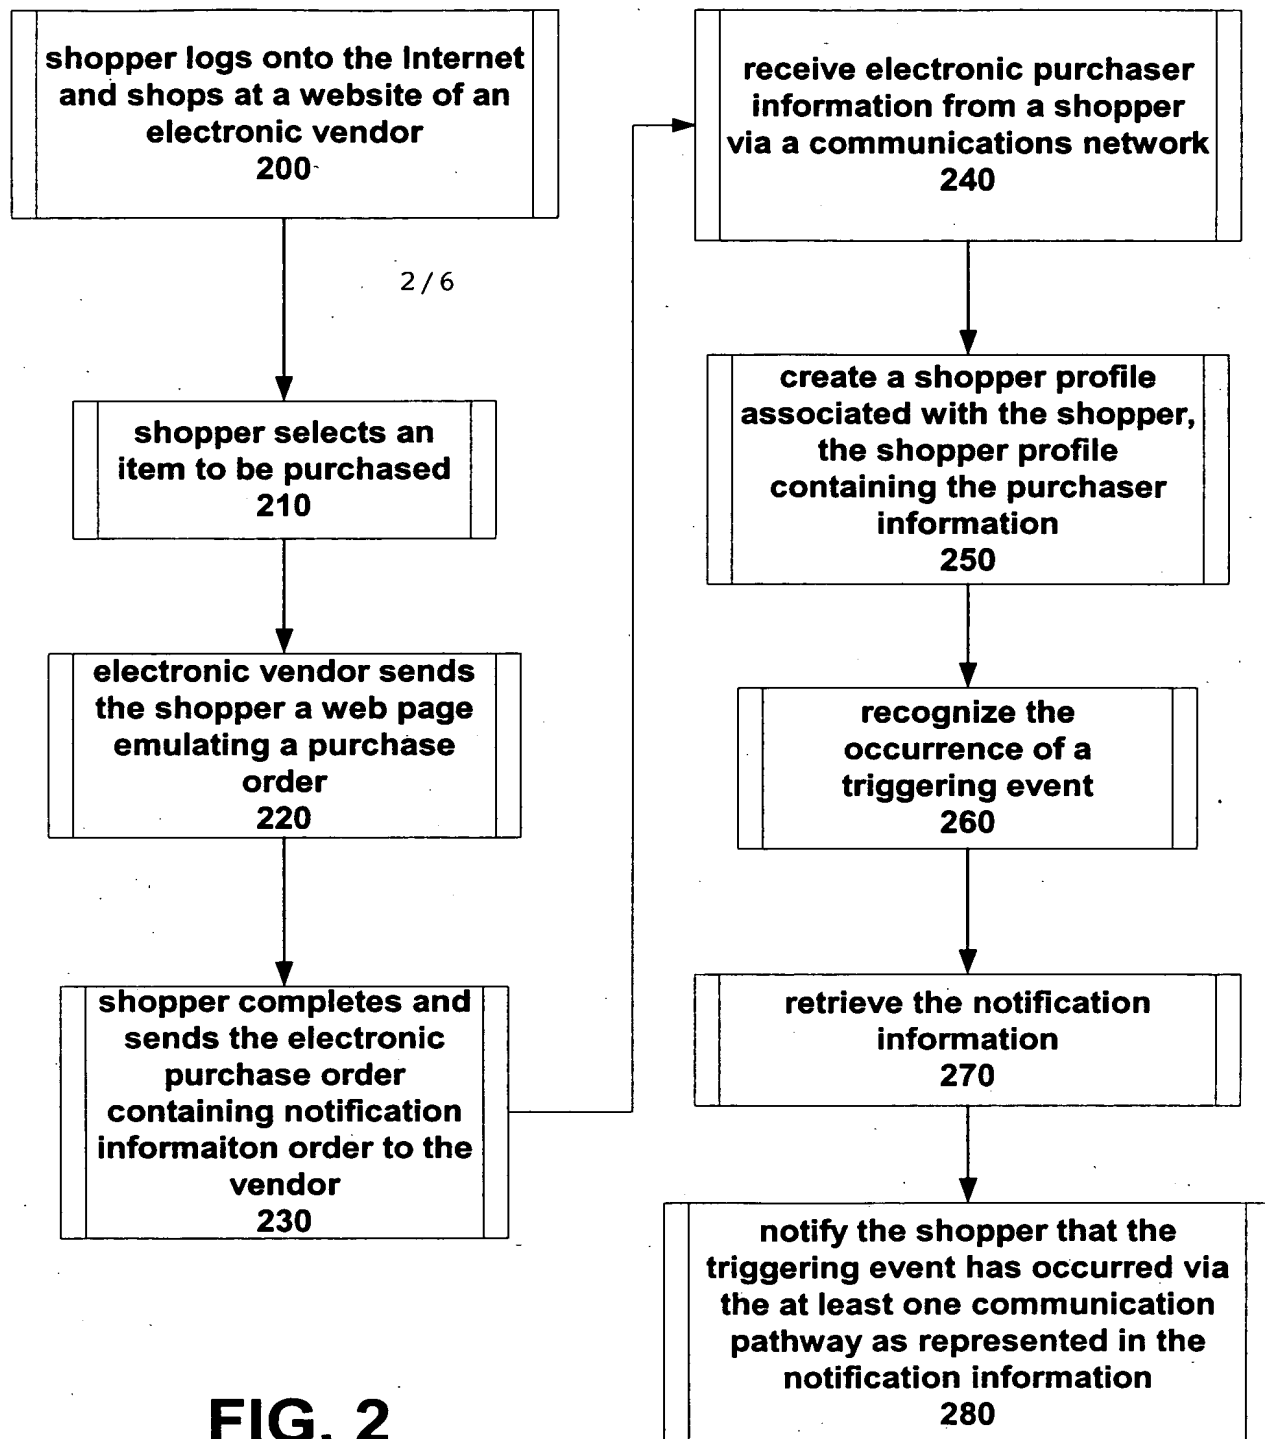 shopper logs onto the Internet
and shops at a website of an
electronic vendor
200
2/6
shopper selects an
item to be purchased
210
electronic vendor sends
the shopper a web page
emulating a purchase
order
220
shopper completes and
sends the electronic
purchase order
containing notification
informaiton order to the
vendor
230
receive electronic purchaser
information from a shopper
via a communications network
240
create a shopper profile
associated with the shopper,
the shopper profile
containing the purchaser
information
250
recognize the
occurrence of a
triggering event
260
retrieve the notification
information
270
notify the shopper that the
triggering event has occurred via
the at least one communication
pathway as represented in the
notification information
280
FIG. 2